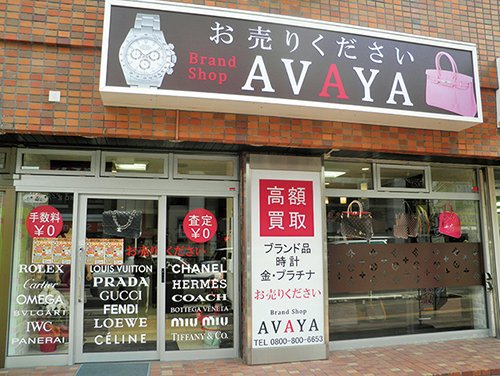 お売りください
Brand
Shop
AVAYA
手数料
¥0
査定
¥0
お売りください
ROLEX
Cartier
OMEGA
BVLGARI
IWC
PANERAI
LOUIS VUITTON
PRADA
GUCCI
FENDI
LOEWE
CÉLINE
CHANEL
HERMĒS
COACH
BOTTEGA VENETA
miu miu
TIFFANY & Co.
高額
買取
ブランド品
時計
金・プラチナ
お売りください
Brand Shop
AVAYA
TEL 0800-800-6653